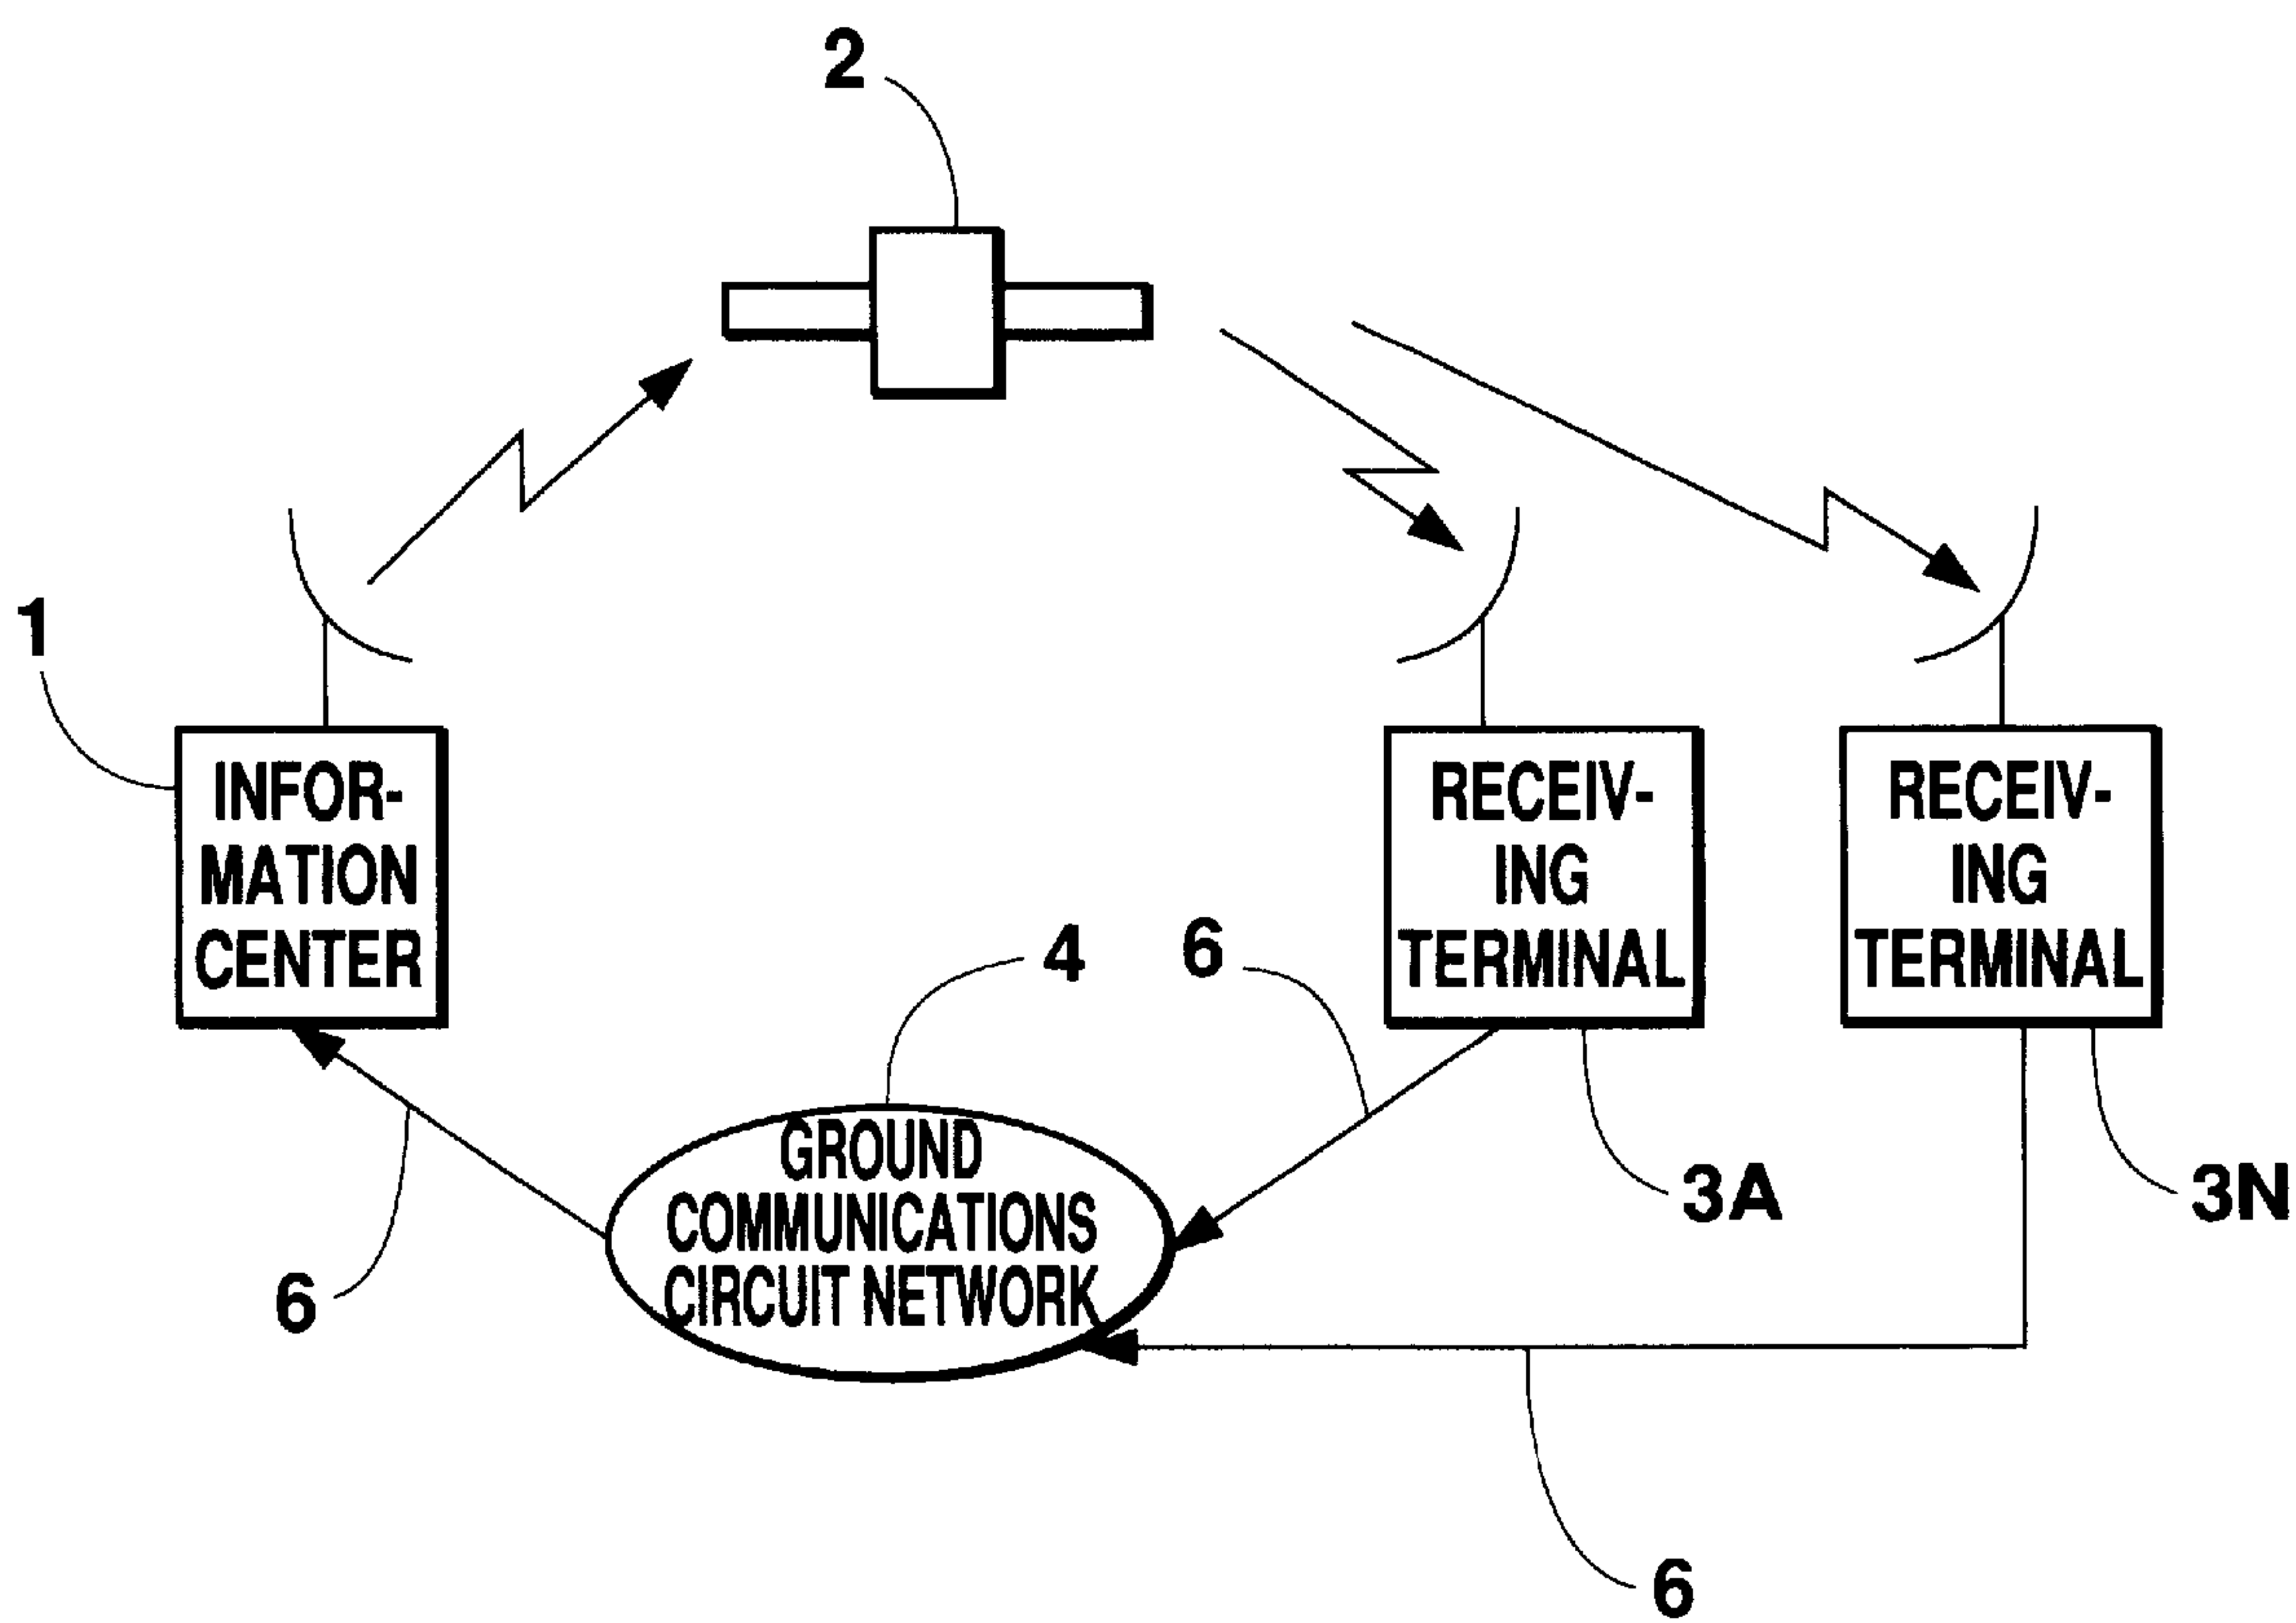 2
1
INFOR-
MATION
CENTER
RECEIV-
ING
TERMINAL
RECEIV-
ING
TERMINAL
4
6
GROUND
COMMUNICATIONS
CIRCUIT NETWORK
3A
3N
6
6